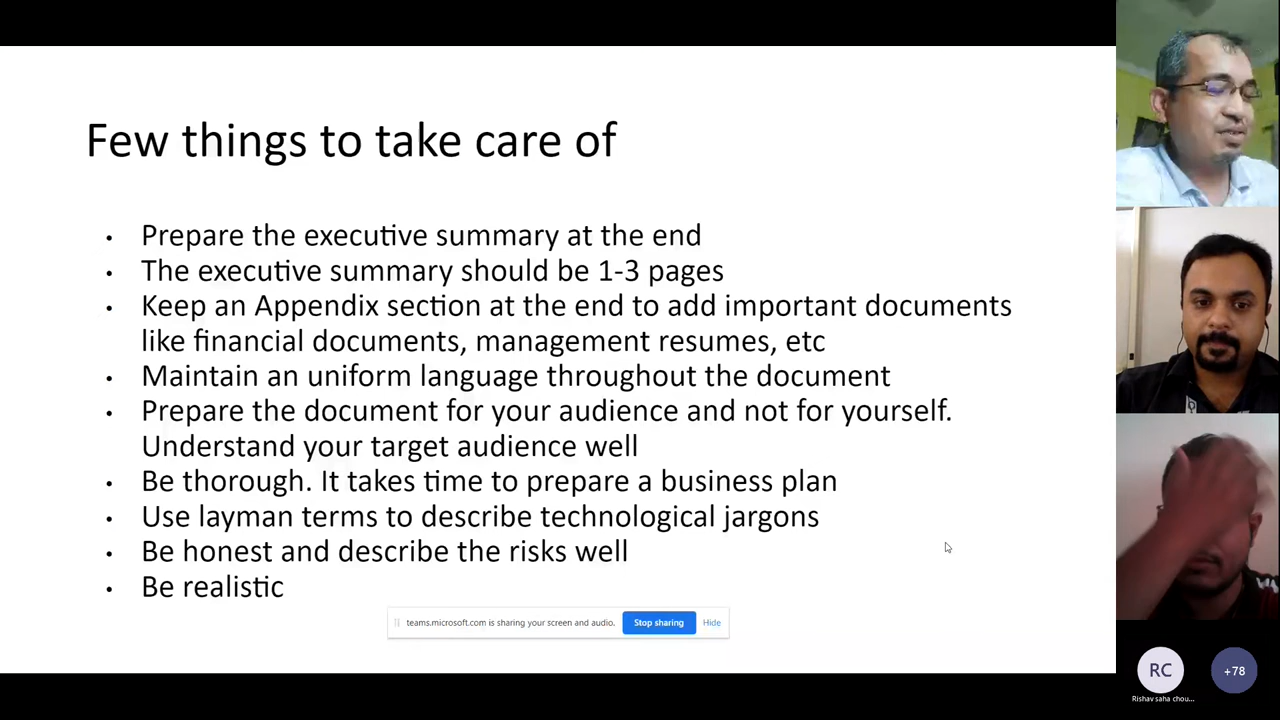 Few things to take care of
• Prepare the executive summary at the end
• The executive summary should be 1-3 pages
• Keep an Appendix section at the end to add important documents
like financial documents, management resumes, etc
• Maintain an uniform language throughout the document
• Prepare the document for your audience and not for yourself.
Understand your target audience well
• Be thorough. It takes time to prepare a business plan
• Use layman terms to describe technological jargons
• Be honest and describe the risks well
• Be realistic
teams.microsoft.com is sharing your screen and audio. Stop sharing Hide
RC +78
Rishav saha chou...